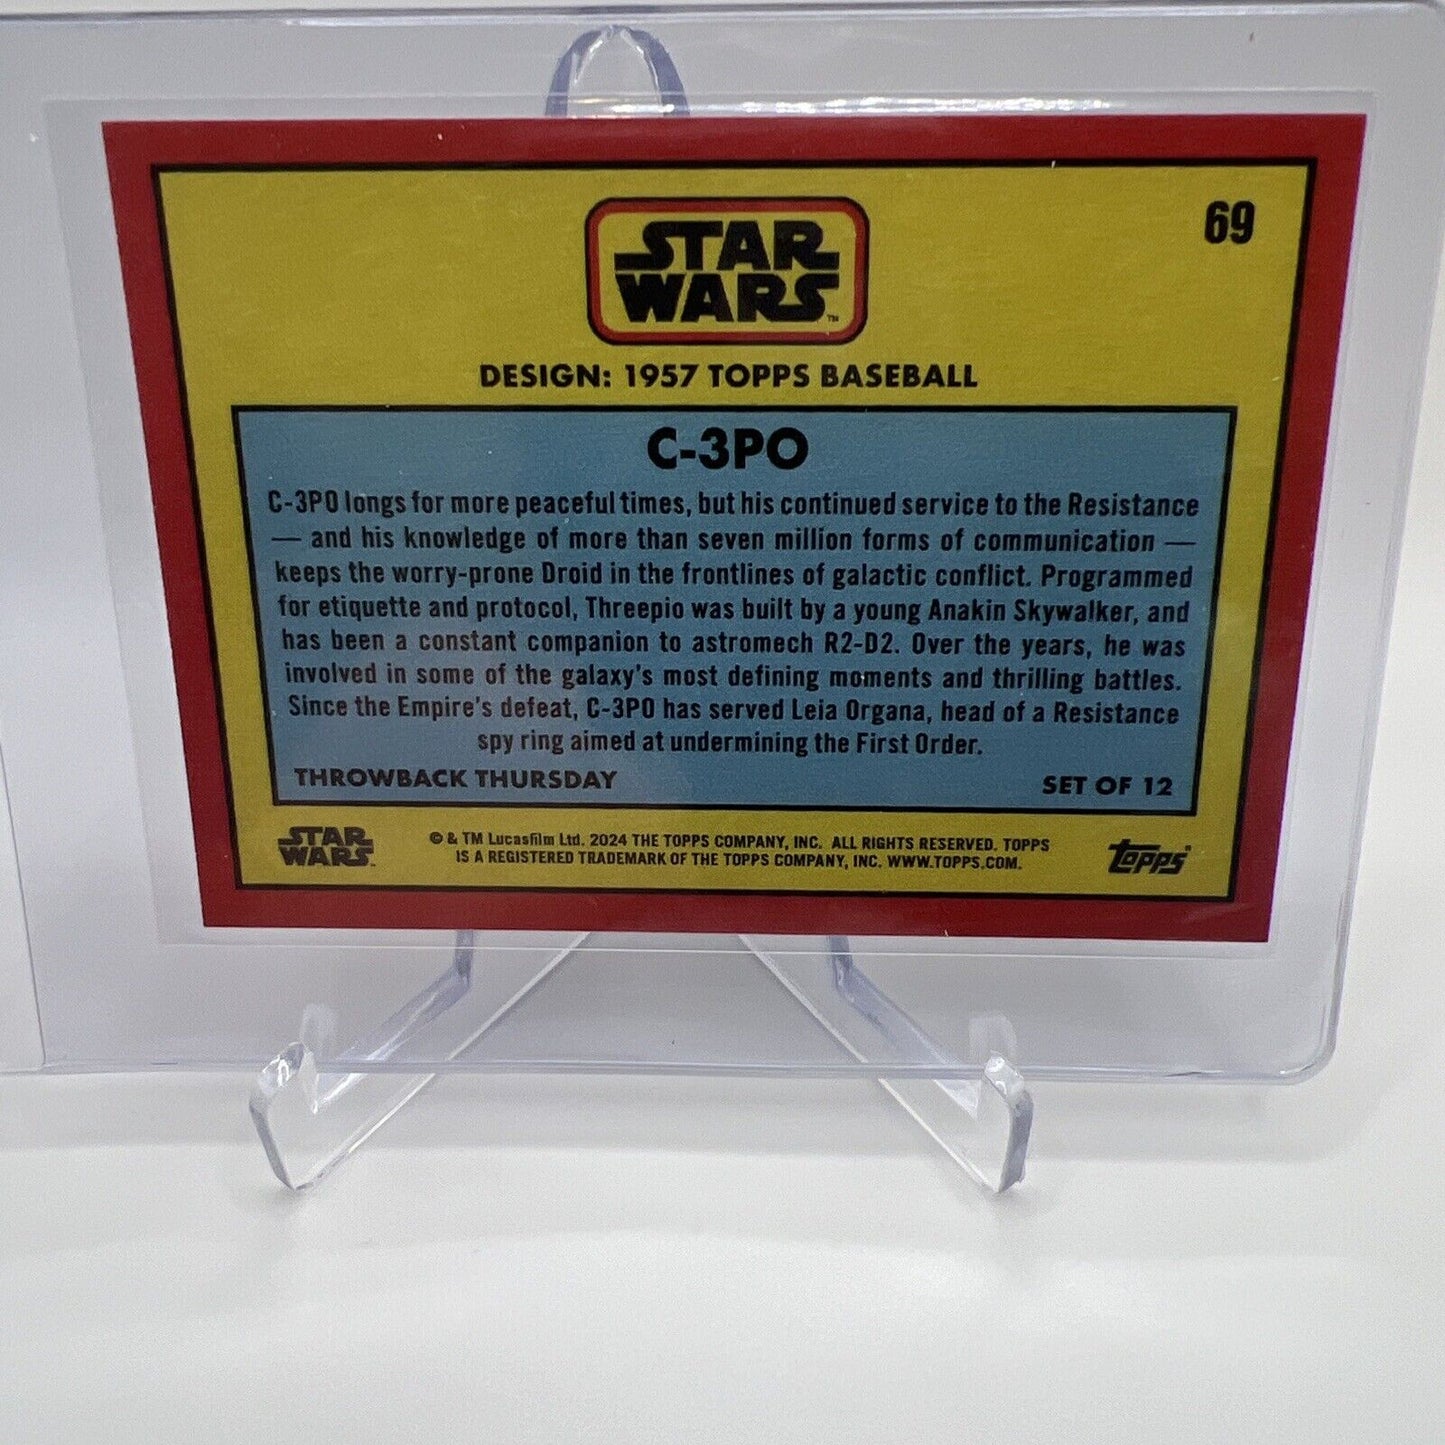 69
STAR
WARS™
DESIGN: 1957 TOPPS BASEBALL
C-3PO
C-3PO longs for more peaceful times, but his continued service to the Resistance
— and his knowledge of more than seven million forms of communication —
keeps the worry-prone Droid in the frontlines of galactic conflict. Programmed
for etiquette and protocol, Threepio was built by a young Anakin Skywalker, and
has been a constant companion to astromech R2-D2. Over the years, he was
involved in some of the galaxy's most defining moments and thrilling battles.
Since the Empire's defeat, C-3PO has served Leia Organa, head of a Resistance
spy ring aimed at undermining the First Order.
THROWBACK THURSDAY
SET OF 12
STAR
WARS
© & TM Lucasfilm Ltd. 2024 THE TOPPS COMPANY, INC. ALL RIGHTS RESERVED. TOPPS
IS A REGISTERED TRADEMARK OF THE TOPPS COMPANY, INC. WWW.TOPPS.COM.
topps®